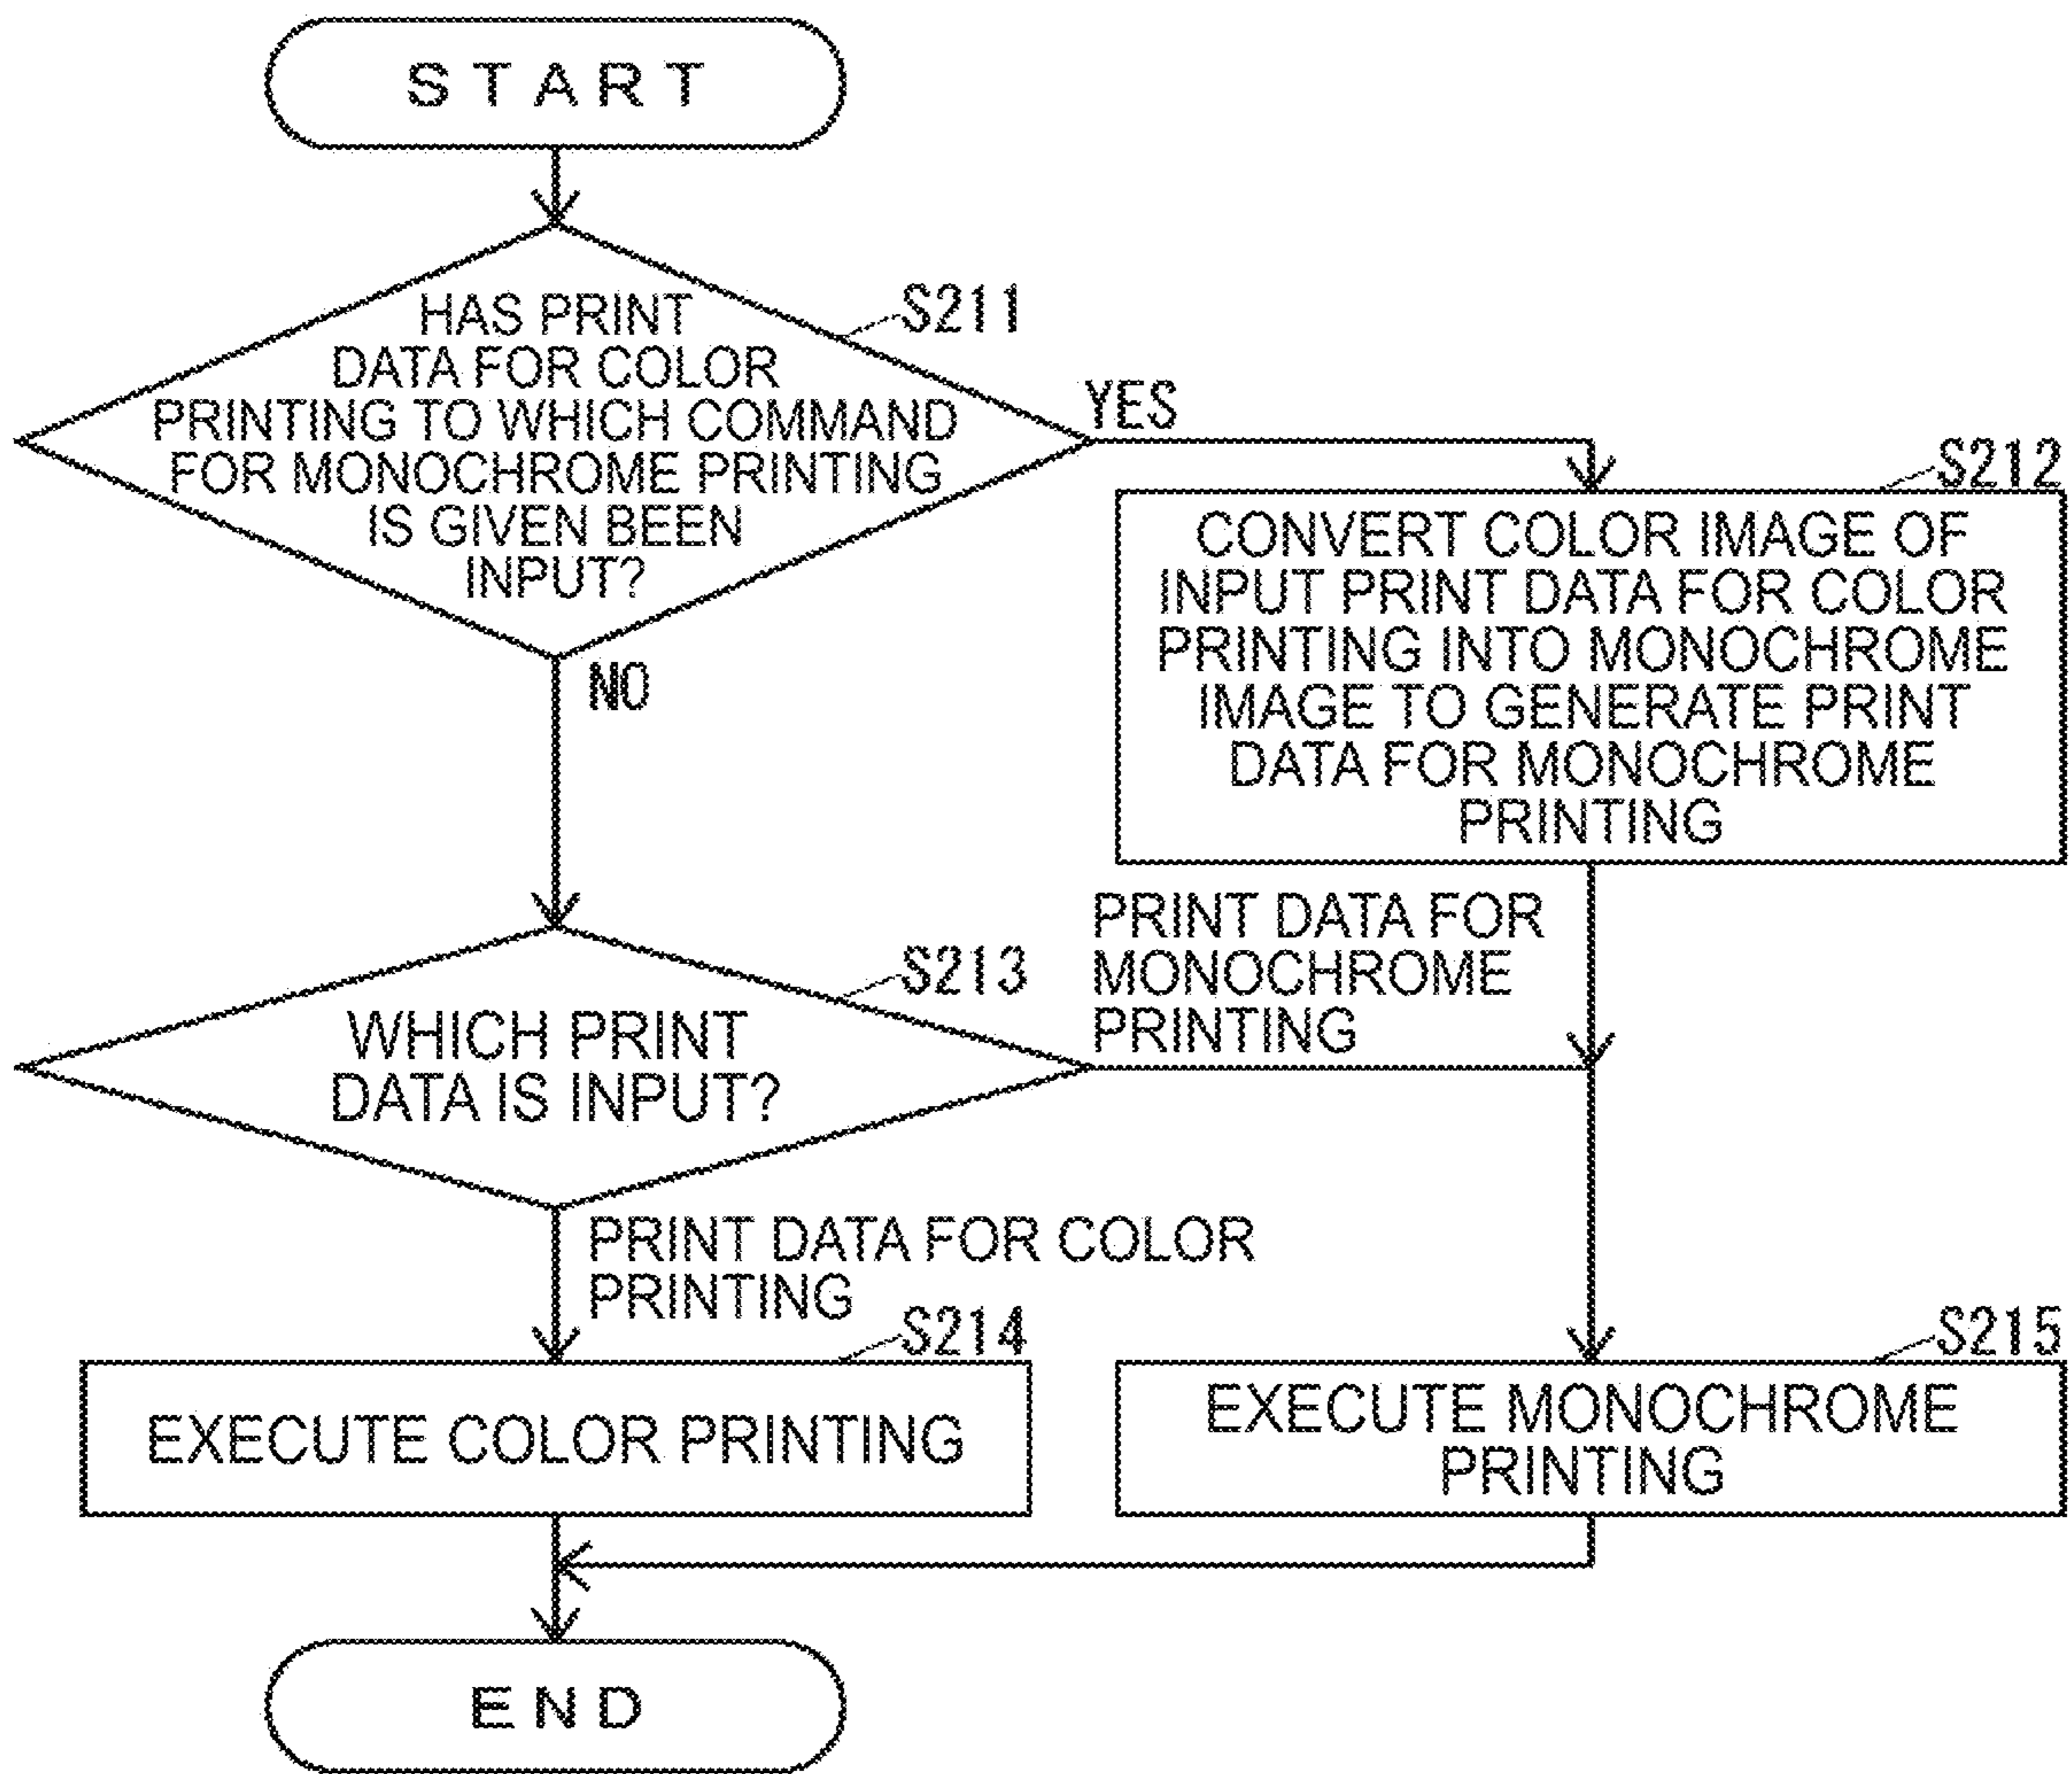 START
S211
HAS PRINT
DATA FOR COLOR
PRINTING TO WHICH COMMAND
FOR MONOCHROME PRINTING
IS GIVEN BEEN
INPUT?
YES
NO
S212
CONVERT COLOR IMAGE OF
INPUT PRINT DATA FOR COLOR
PRINTING INTO MONOCHROME
IMAGE TO GENERATE PRINT
DATA FOR MONOCHROME
PRINTING
S213
WHICH PRINT
DATA IS INPUT?
PRINT DATA FOR
MONOCHROME
PRINTING
PRINT DATA FOR COLOR
PRINTING
S214
EXECUTE COLOR PRINTING
S215
EXECUTE MONOCHROME
PRINTING
END